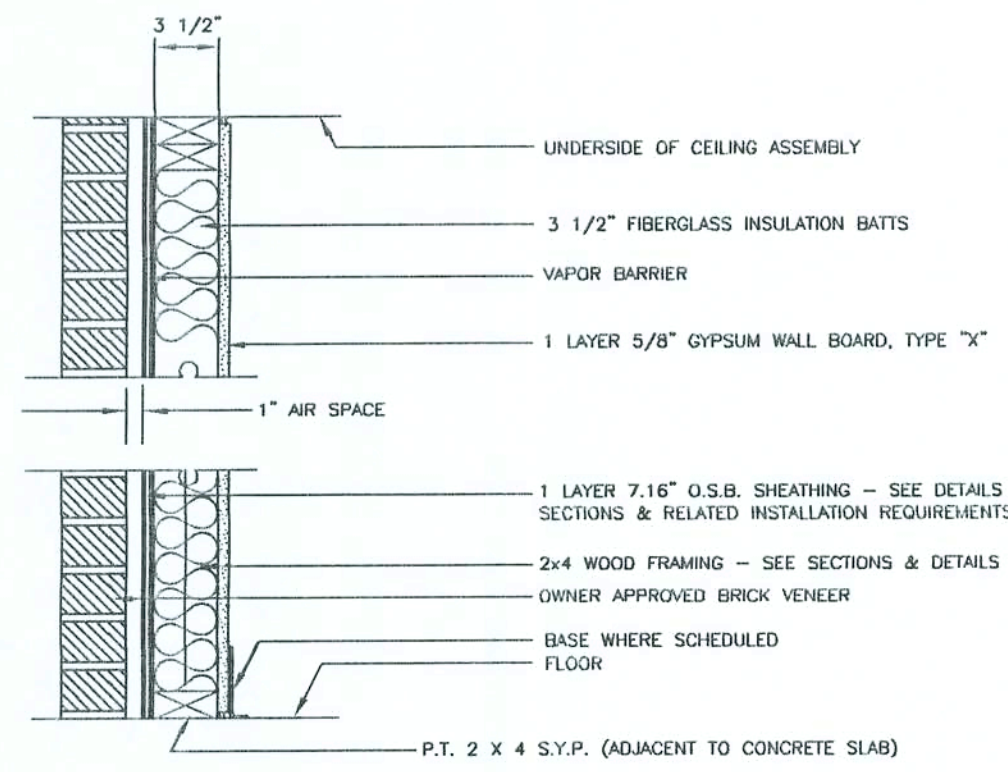 3 1/2"
UNDERSIDE OF CEILING ASSEMBLY
3 1/2" FIBERGLASS INSULATION BATTS
VAPOR BARRIER
1 LAYER 5/8" GYPSUM WALL BOARD, TYPE "X"
1" AIR SPACE
1 LAYER 7.16" O.S.B. SHEATHING – SEE DETAILS
SECTIONS & RELATED INSTALLATION REQUIREMENTS
2x4 WOOD FRAMING – SEE SECTIONS & DETAILS
OWNER APPROVED BRICK VENEER
BASE WHERE SCHEDULED
FLOOR
P.T. 2 X 4 S.Y.P. (ADJACENT TO CONCRETE SLAB)